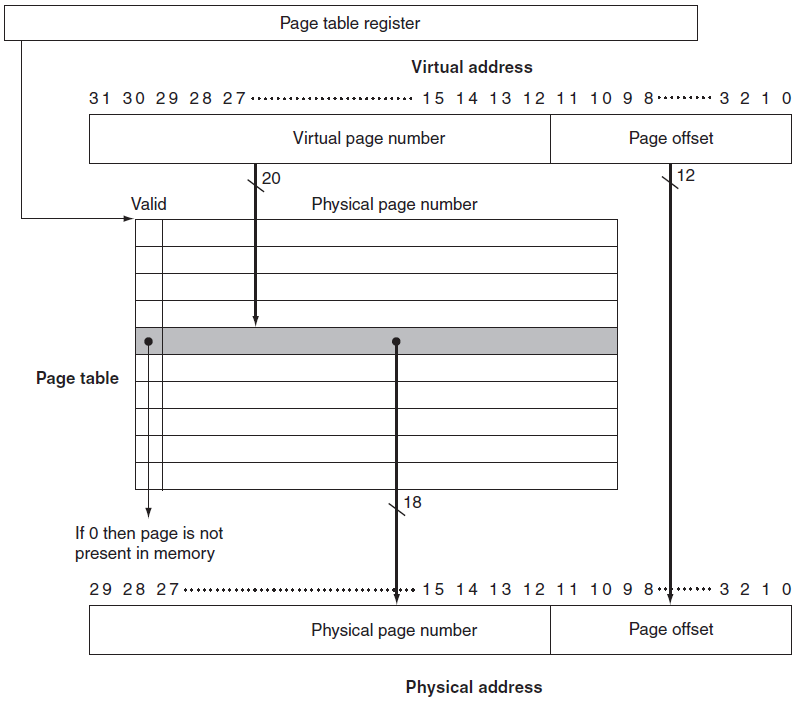 Page table register
Virtual address
31 30 29 28 27 ........................... 15 14 13 12 11 10 9 8 ........ 3 2 1 0
Virtual page number Page offset
20 12
Valid Physical page number
Page table
18
If 0 then page is not
present in memory
29 28 27 ...................................... 15 14 13 12 11 10 9 8 ........ 3 2 1 0
Physical page number Page offset
Physical address